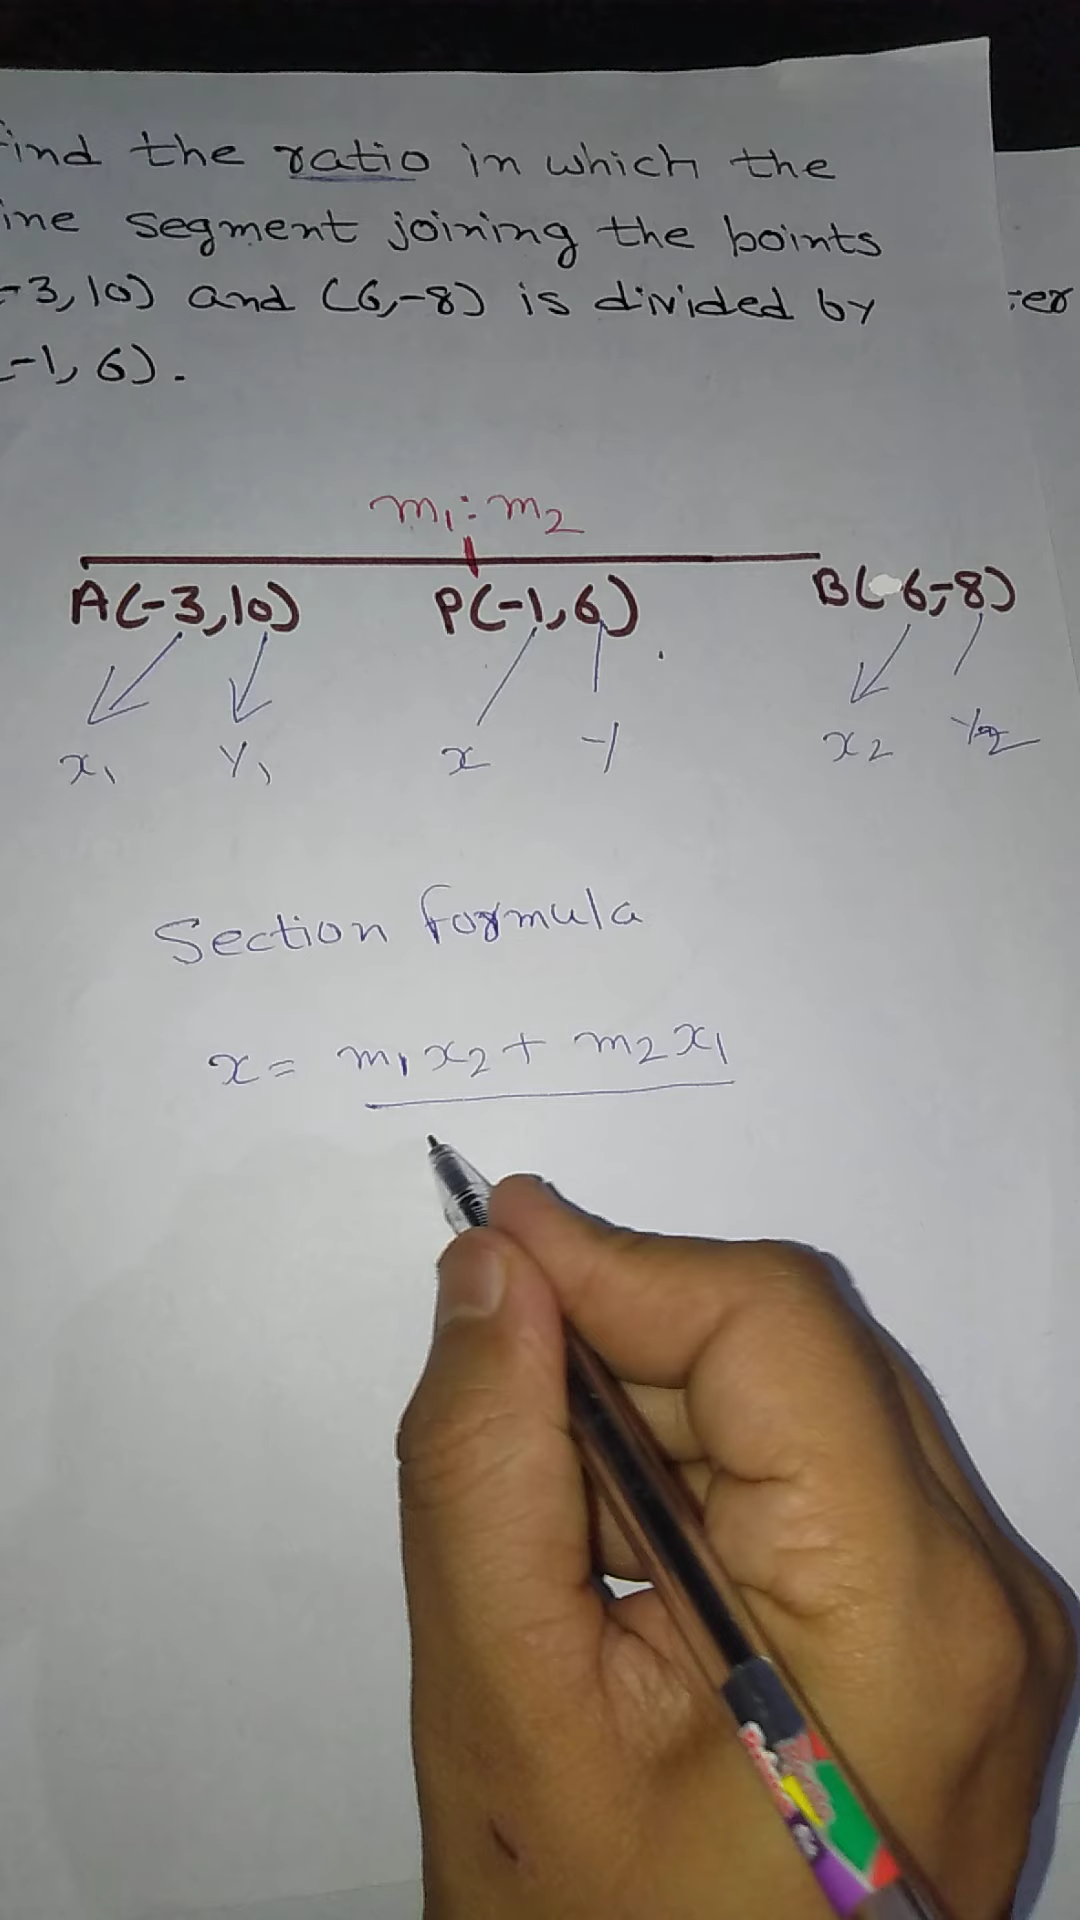 ind the ratio in which the
ine segment joining the points
-3,10) and (6,-8) is divided by
-1, 6).
er
m1 : m2
A(-3,10) P(-1,6) B(6,-8)
x1 y1 x y x2 y2
Section formula
x = m1x2 + m2x1